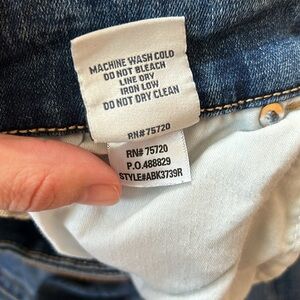 MACHINE WASH COLD
DO NOT BLEACH
LINE DRY
IRON LOW
DO NOT DRY CLEAN
RN#75720
RN# 75720
P.O.488829
STYLE#ABK3739R